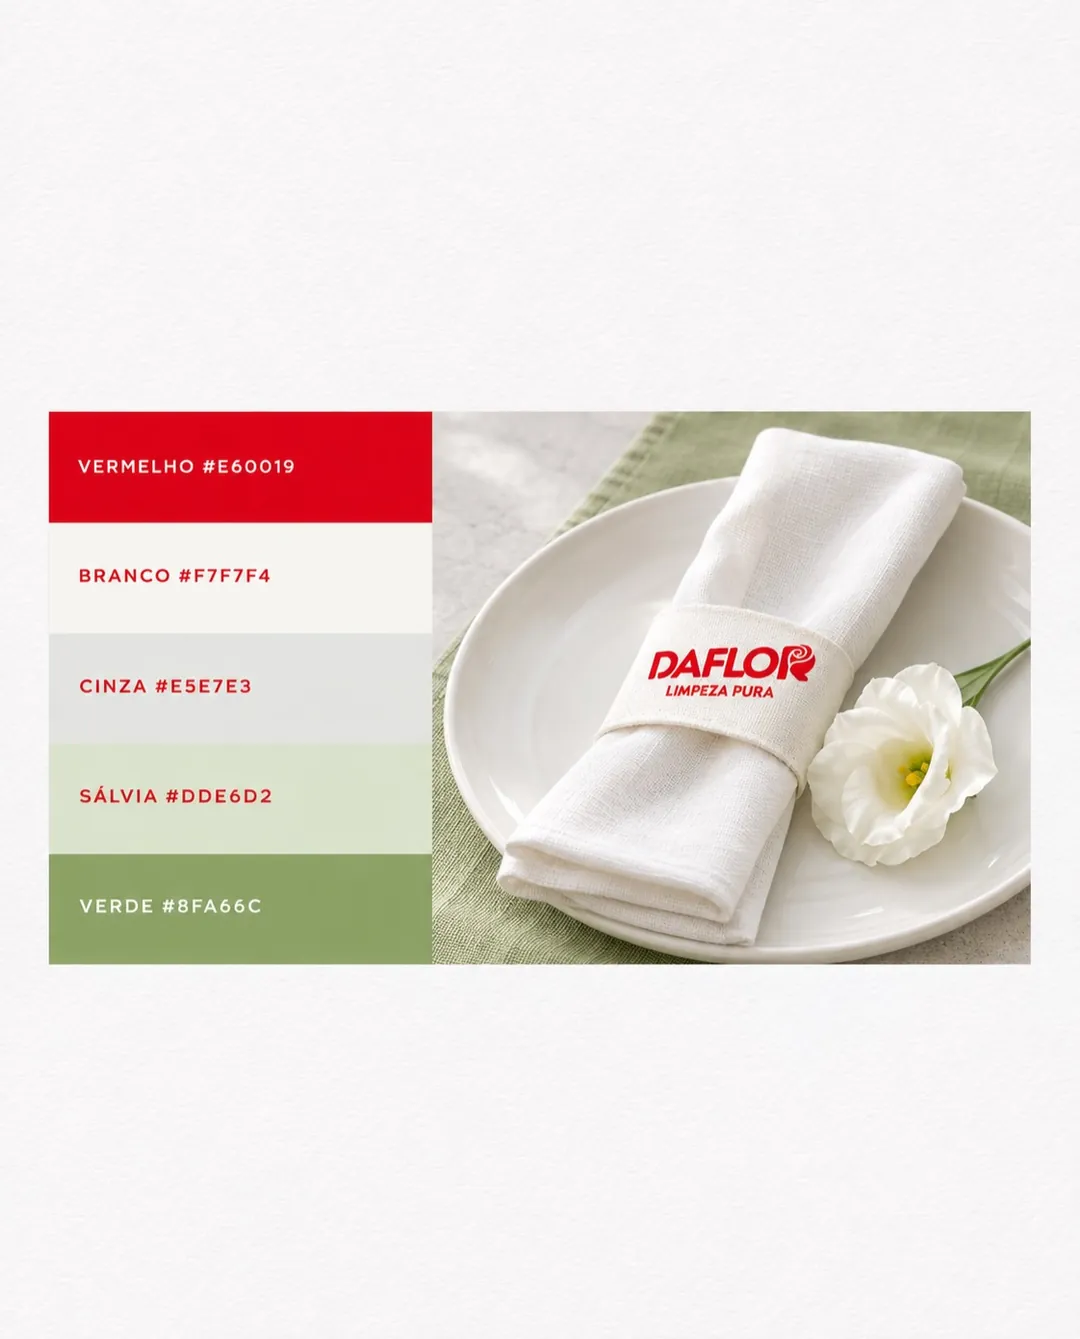 VERMELHO #E60019
BRANCO #F7F7F4
CINZA #E5E7E3
SÁLVIA #DDE6D2
VERDE #8FA66C
DAFLOR
LIMPEZA PURA